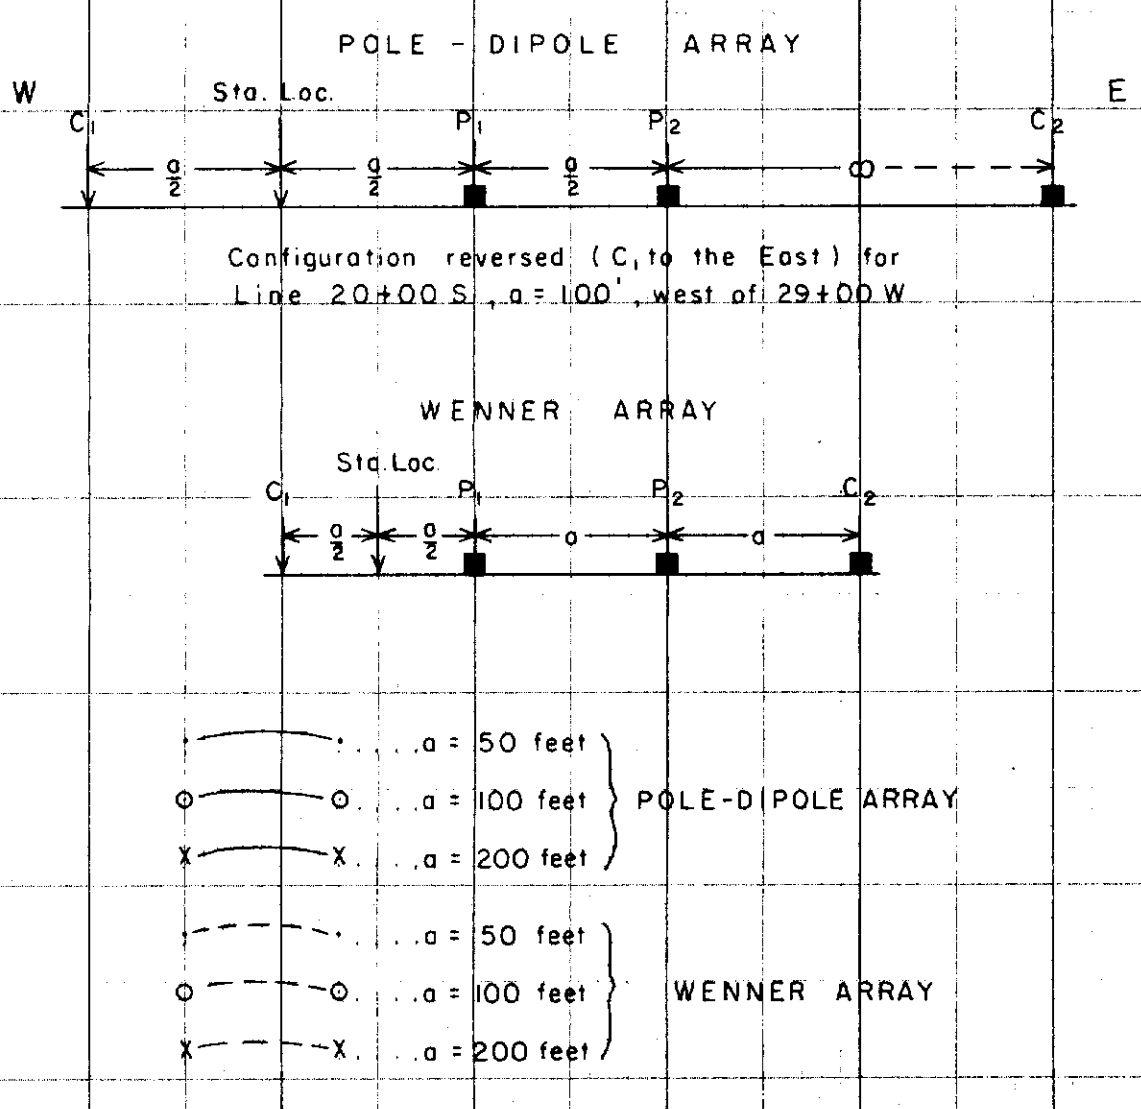 POLE - DIPOLE ARRAY
W Sta. Loc. E
C1 P1 P2 C2
a/2 a/2 a/2 ∞
Configuration reversed (C1 to the East) for
Line 20+00 S, a = 100', west of 29+00 W
WENNER ARRAY
Sta. Loc.
C1 P1 P2 C2
a/2 a/2 a a
. . . . a = 50 feet
. . . . a = 100 feet POLE-DIPOLE ARRAY
. . . . a = 200 feet
. . . . a = 50 feet
. . . . a = 100 feet WENNER ARRAY
. . . . a = 200 feet